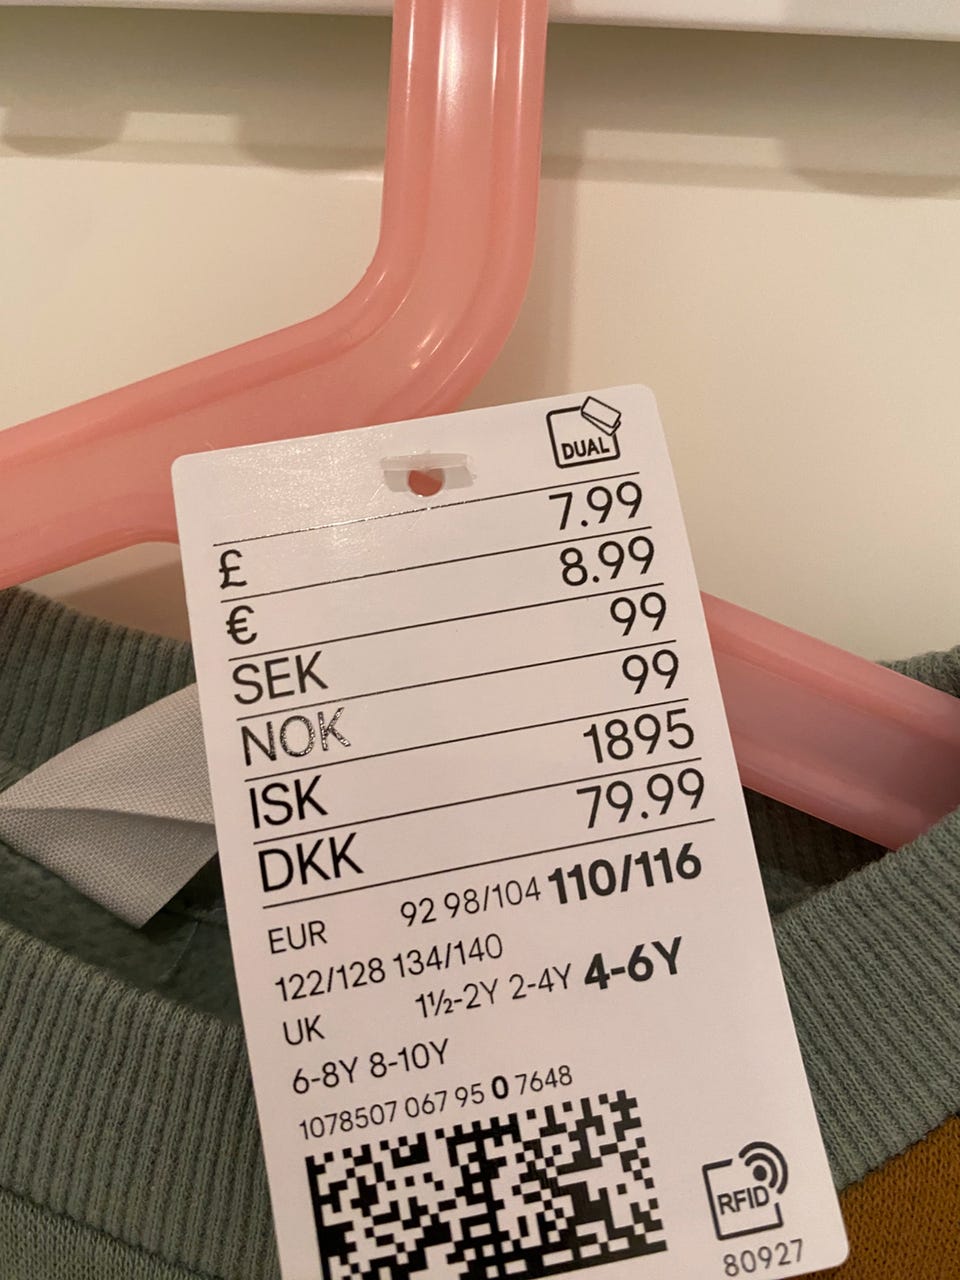 DUAL
£ 7.99
€ 8.99
SEK 99
NOK 99
ISK 1895
DKK 79.99
EUR 92 98/104 110/116
122/128 134/140
UK 1½-2Y 2-4Y 4-6Y
6-8Y 8-10Y
1078507 067 95 0 7648
RFID
80927